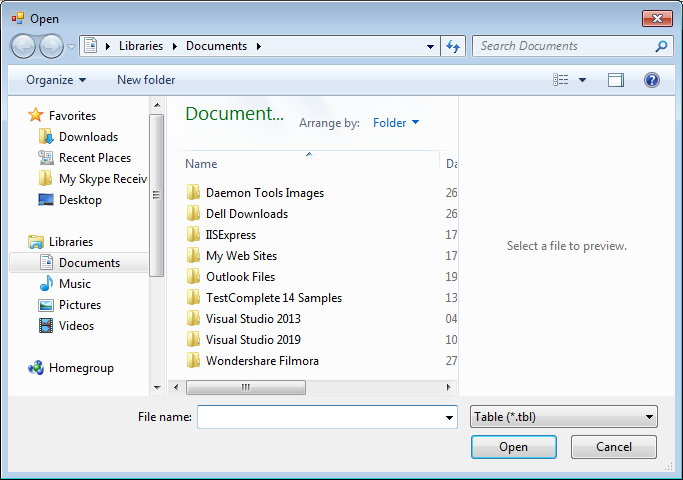 Open
Libraries Documents
Search Documents
Organize New folder
Favorites
Downloads
Recent Places
My Skype Receiv
Desktop
Libraries
Documents
Music
Pictures
Videos
Homegroup
Document...
Arrange by: Folder
Name Da
Daemon Tools Images 26
Dell Downloads 26
IISExpress 17
My Web Sites 17
Outlook Files 19
TestComplete 14 Samples 13
Visual Studio 2013 04
Visual Studio 2019 10
Wondershare Filmora 27
Select a file to preview.
File name:
Table (*.tbl)
Open Cancel